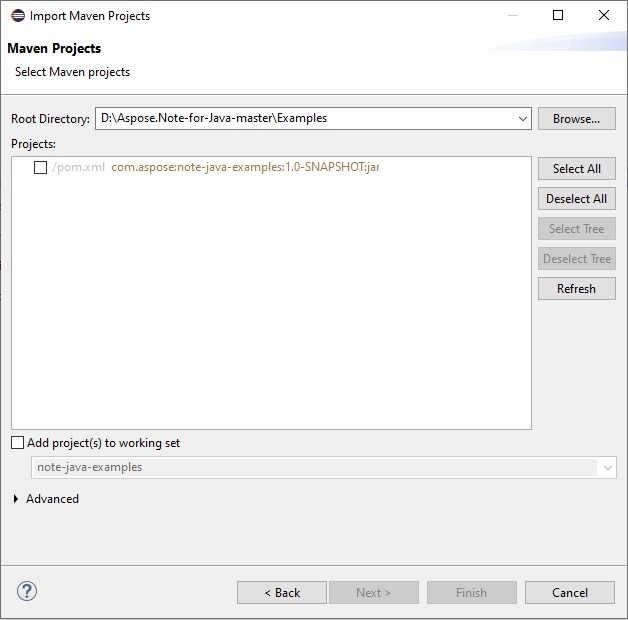 Import Maven Projects
Maven Projects
Select Maven projects
Root Directory: D:\Aspose.Note-for-Java-master\Examples Browse...
Projects:
/pom.xml com.aspose:note-java-examples:1.0-SNAPSHOT:jar
Select All
Deselect All
Select Tree
Deselect Tree
Refresh
Add project(s) to working set
note-java-examples
Advanced
? < Back Next > Finish Cancel